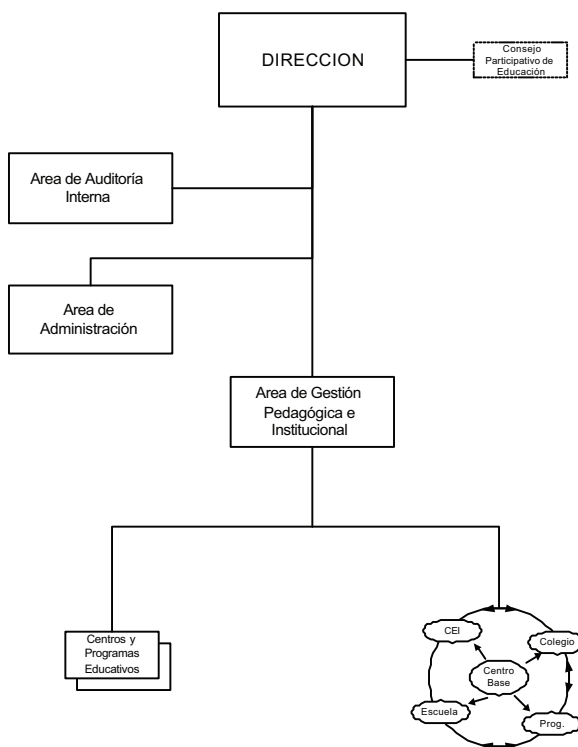 DIRECCION
Consejo
Participativo de
Educación
Area de Auditoría
Interna
Area de
Administración
Area de Gestión
Pedagógica e
Institucional
Centros y
Programas
Educativos
CEI
Colegio
Centro
Base
Escuela
Prog.